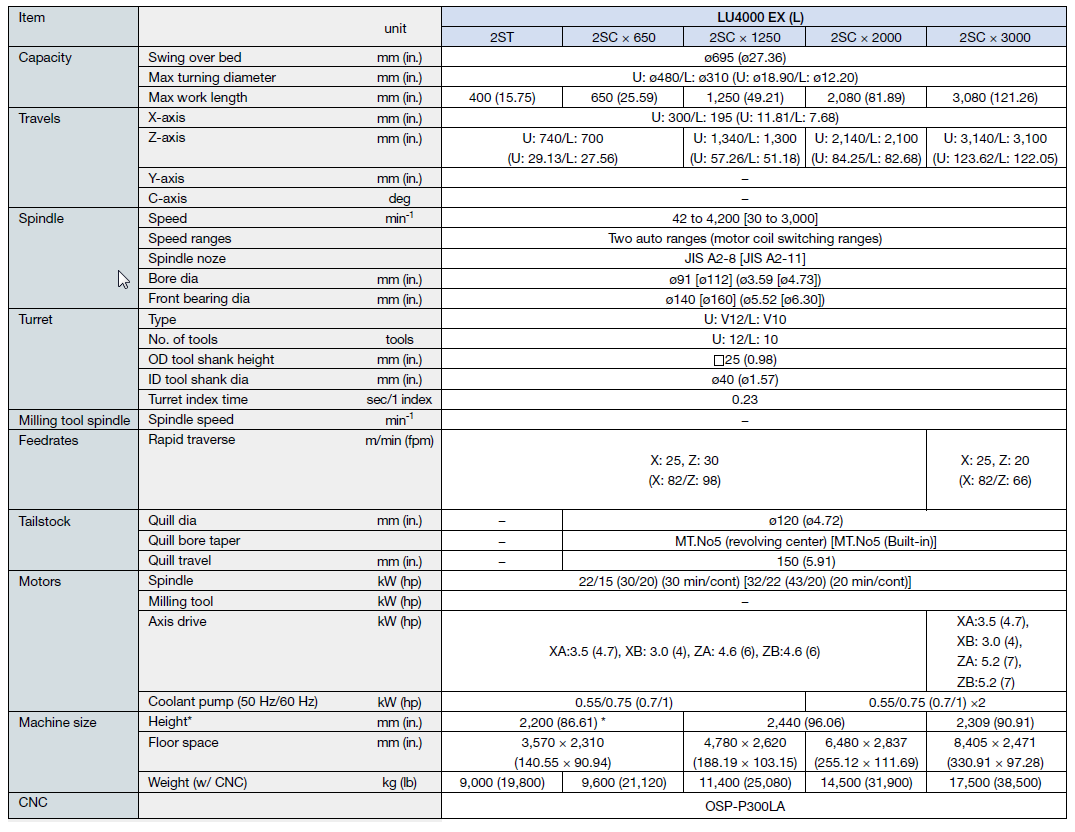 Item unit LU4000 EX (L)
2ST 2SC × 650 2SC × 1250 2SC × 2000 2SC × 3000
Capacity Swing over bed mm (in.) ø695 (ø27.36)
Max turning diameter mm (in.) U: ø480/L: ø310 (U: ø18.90/L: ø12.20)
Max work length mm (in.) 400 (15.75) 650 (25.59) 1,250 (49.21) 2,080 (81.89) 3,080 (121.26)
Travels X-axis mm (in.) U: 300/L: 195 (U: 11.81/L: 7.68)
Z-axis mm (in.) U: 740/L: 700 U: 1,340/L: 1,300 U: 2,140/L: 2,100 U: 3,140/L: 3,100
(U: 29.13/L: 27.56) (U: 57.26/L: 51.18) (U: 84.25/L: 82.68) (U: 123.62/L: 122.05)
Y-axis mm (in.) –
C-axis deg –
Spindle Speed min-1 42 to 4,200 [30 to 3,000]
Speed ranges Two auto ranges (motor coil switching ranges)
Spindle noze JIS A2-8 [JIS A2-11]
Bore dia mm (in.) ø91 [ø112] (ø3.59 [ø4.73])
Front bearing dia mm (in.) ø140 [ø160] (ø5.52 [ø6.30])
Turret Type U: V12/L: V10
No. of tools tools U: 12/L: 10
OD tool shank height mm (in.) □25 (0.98)
ID tool shank dia mm (in.) ø40 (ø1.57)
Turret index time sec/1 index 0.23
Milling tool spindle Spindle speed min-1 –
Feedrates Rapid traverse m/min (fpm)
X: 25, Z: 30 X: 25, Z: 20
(X: 82/Z: 98) (X: 82/Z: 66)
Tailstock Quill dia mm (in.) – ø120 (ø4.72)
Quill bore taper – MT.No5 (revolving center) [MT.No5 (Built-in)]
Quill travel mm (in.) – 150 (5.91)
Motors Spindle kW (hp) 22/15 (30/20) (30 min/cont) [32/22 (43/20) (20 min/cont)]
Milling tool kW (hp) –
Axis drive kW (hp) XA:3.5 (4.7),
XB: 3.0 (4),
XA:3.5 (4.7), XB: 3.0 (4), ZA: 4.6 (6), ZB:4.6 (6)
ZA: 5.2 (7),
ZB:5.2 (7)
Coolant pump (50 Hz/60 Hz) kW (hp) 0.55/0.75 (0.7/1) 0.55/0.75 (0.7/1) ×2
Machine size Height* mm (in.) 2,200 (86.61) * 2,440 (96.06) 2,309 (90.91)
Floor space mm (in.) 3,570 × 2,310 4,780 × 2,620 6,480 × 2,837 8,405 × 2,471
(140.55 × 90.94) (188.19 × 103.15) (255.12 × 111.69) (330.91 × 97.28)
Weight (w/ CNC) kg (lb) 9,000 (19,800) 9,600 (21,120) 11,400 (25,080) 14,500 (31,900) 17,500 (38,500)
CNC OSP-P300LA